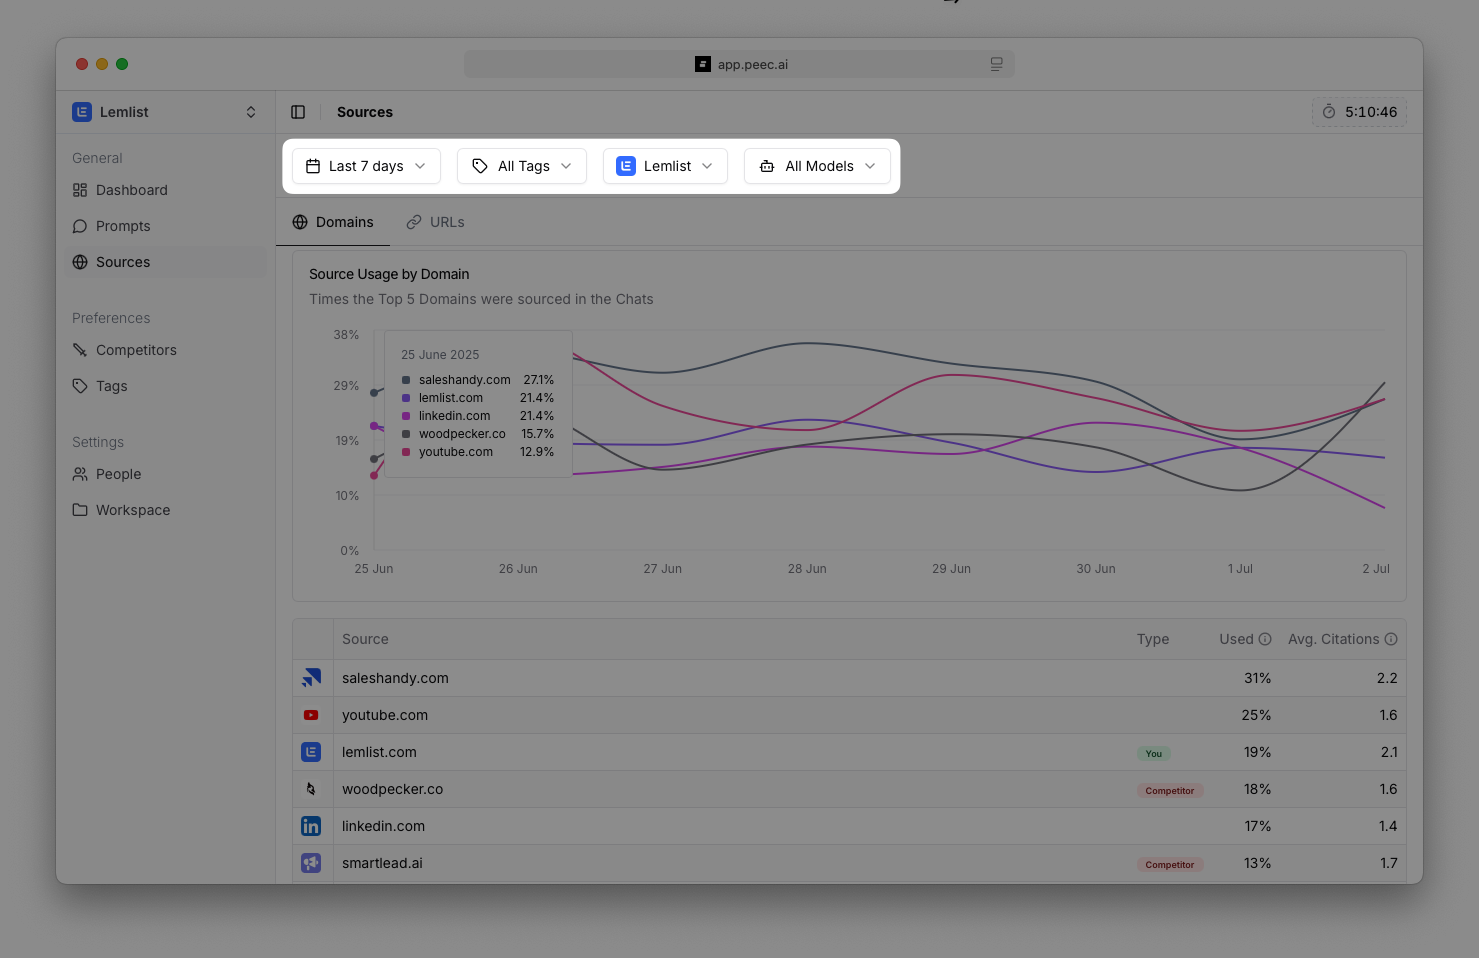 app.peec.ai
Lemlist
Sources
5:10:46
General
Dashboard
Prompts
Sources
Preferences
Competitors
Tags
Settings
People
Workspace
Last 7 days
All Tags
Lemlist
All Models
Domains
URLs
Source Usage by Domain
Times the Top 5 Domains were sourced in the Chats
38%
29%
19%
10%
0%
25 June 2025
saleshandy.com 27.1%
lemlist.com 21.4%
linkedin.com 21.4%
woodpecker.co 15.7%
youtube.com 12.9%
25 Jun 26 Jun 27 Jun 28 Jun 29 Jun 30 Jun 1 Jul 2 Jul
Source Type Used Avg. Citations
saleshandy.com 31% 2.2
youtube.com 25% 1.6
lemlist.com You 19% 2.1
woodpecker.co Competitor 18% 1.6
linkedin.com 17% 1.4
smartlead.ai Competitor 13% 1.7